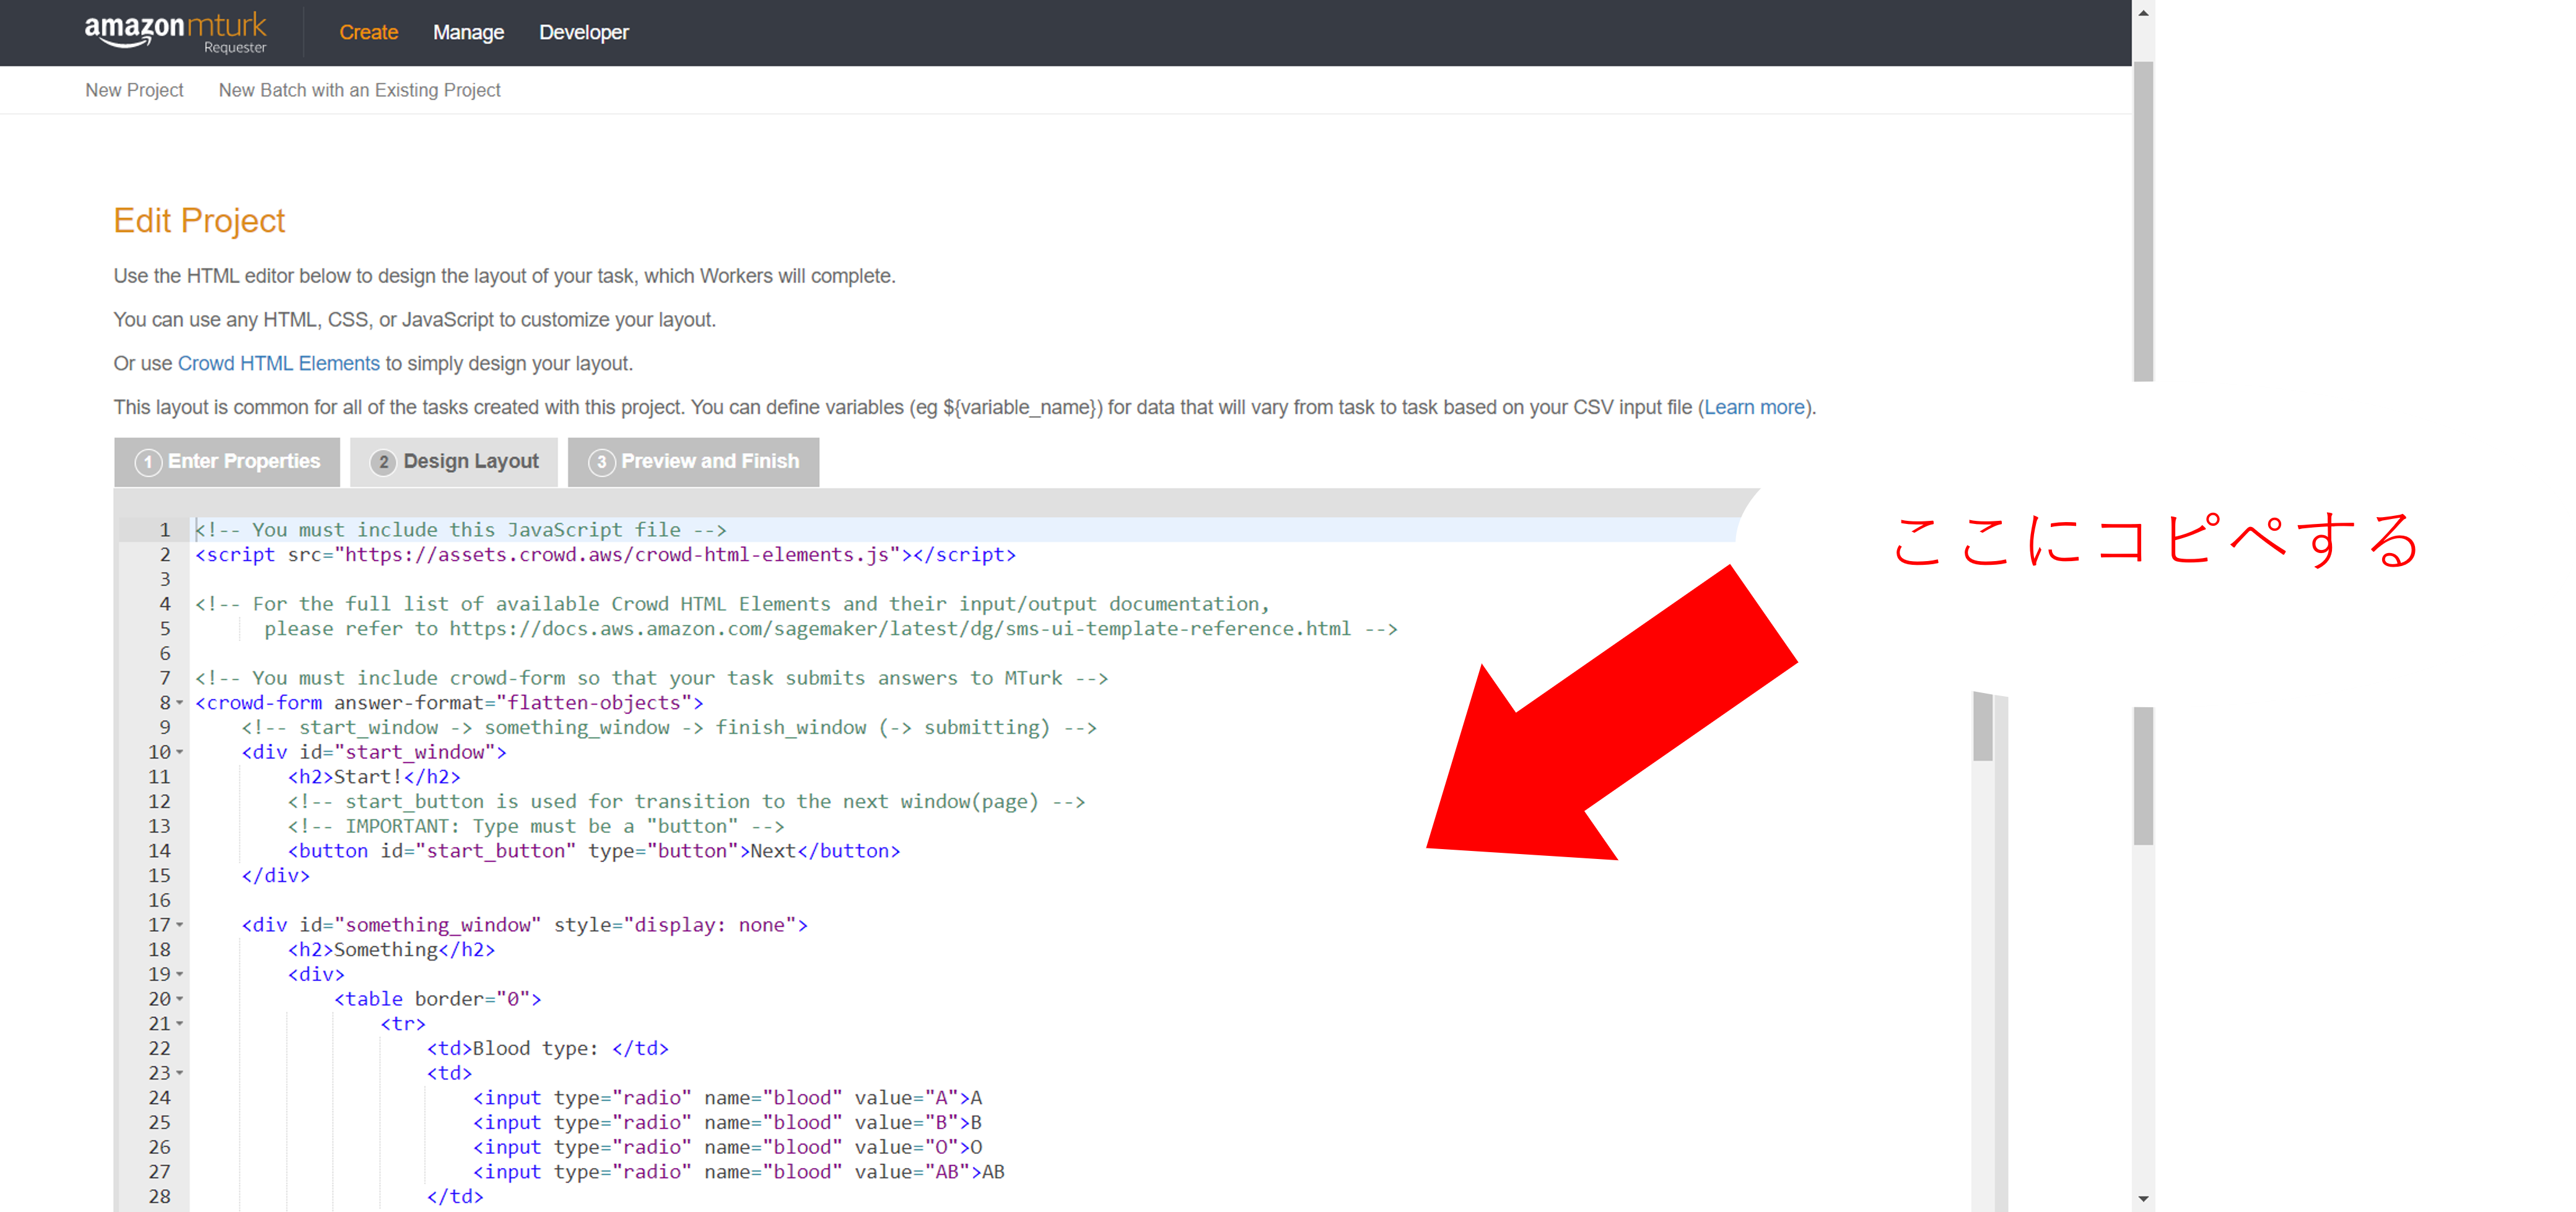 amazon mturk
Requester
Create
Manage
Developer
New Project
New Batch with an Existing Project
Edit Project
Use the HTML editor below to design the layout of your task, which Workers will complete.
You can use any HTML, CSS, or JavaScript to customize your layout.
Or use Crowd HTML Elements to simply design your layout.
This layout is common for all of the tasks created with this project. You can define variables (eg ${variable_name}) for data that will vary from task to task based on your CSV input file (Learn more).
1 Enter Properties
2 Design Layout
3 Preview and Finish
ここにコピペする
1 <!-- You must include this JavaScript file -->
2 <script src="https://assets.crowd.aws/crowd-html-elements.js"></script>
3
4 <!-- For the full list of available Crowd HTML Elements and their input/output documentation,
5 please refer to https://docs.aws.amazon.com/sagemaker/latest/dg/sms-ui-template-reference.html -->
6
7 <!-- You must include crowd-form so that your task submits answers to MTurk -->
8 <crowd-form answer-format="flatten-objects">
9 <!-- start_window -> something_window -> finish_window (-> submitting) -->
10 <div id="start_window">
11 <h2>Start!</h2>
12 <!-- start_button is used for transition to the next window(page) -->
13 <!-- IMPORTANT: Type must be a "button" -->
14 <button id="start_button" type="button">Next</button>
15 </div>
16
17 <div id="something_window" style="display: none">
18 <h2>Something</h2>
19 <div>
20 <table border="0">
21 <tr>
22 <td>Blood type: </td>
23 <td>
24 <input type="radio" name="blood" value="A">A
25 <input type="radio" name="blood" value="B">B
26 <input type="radio" name="blood" value="O">O
27 <input type="radio" name="blood" value="AB">AB
28 </td>